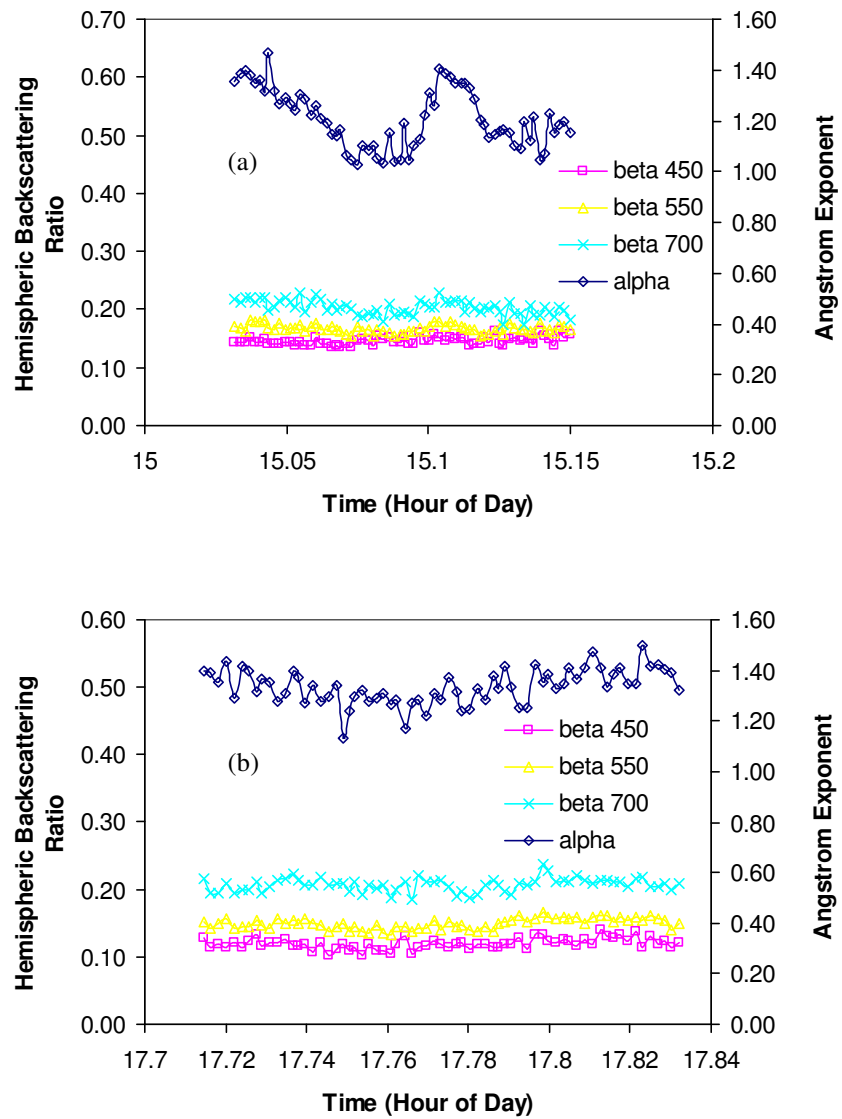 0.70
0.60
0.50
0.40
0.30
0.20
0.10
0.00
Hemispheric Backscattering
Ratio
1.60
1.40
1.20
1.00
0.80
0.60
0.40
0.20
0.00
Angstrom Exponent
(a)
beta 450
beta 550
beta 700
alpha
15 15.05 15.1 15.15 15.2
Time (Hour of Day)
0.60
0.50
0.40
0.30
0.20
0.10
0.00
Hemispheric Backscattering
Ratio
1.60
1.40
1.20
1.00
0.80
0.60
0.40
0.20
0.00
Angstrom Exponent
(b)
beta 450
beta 550
beta 700
alpha
17.7 17.72 17.74 17.76 17.78 17.8 17.82 17.84
Time (Hour of Day)